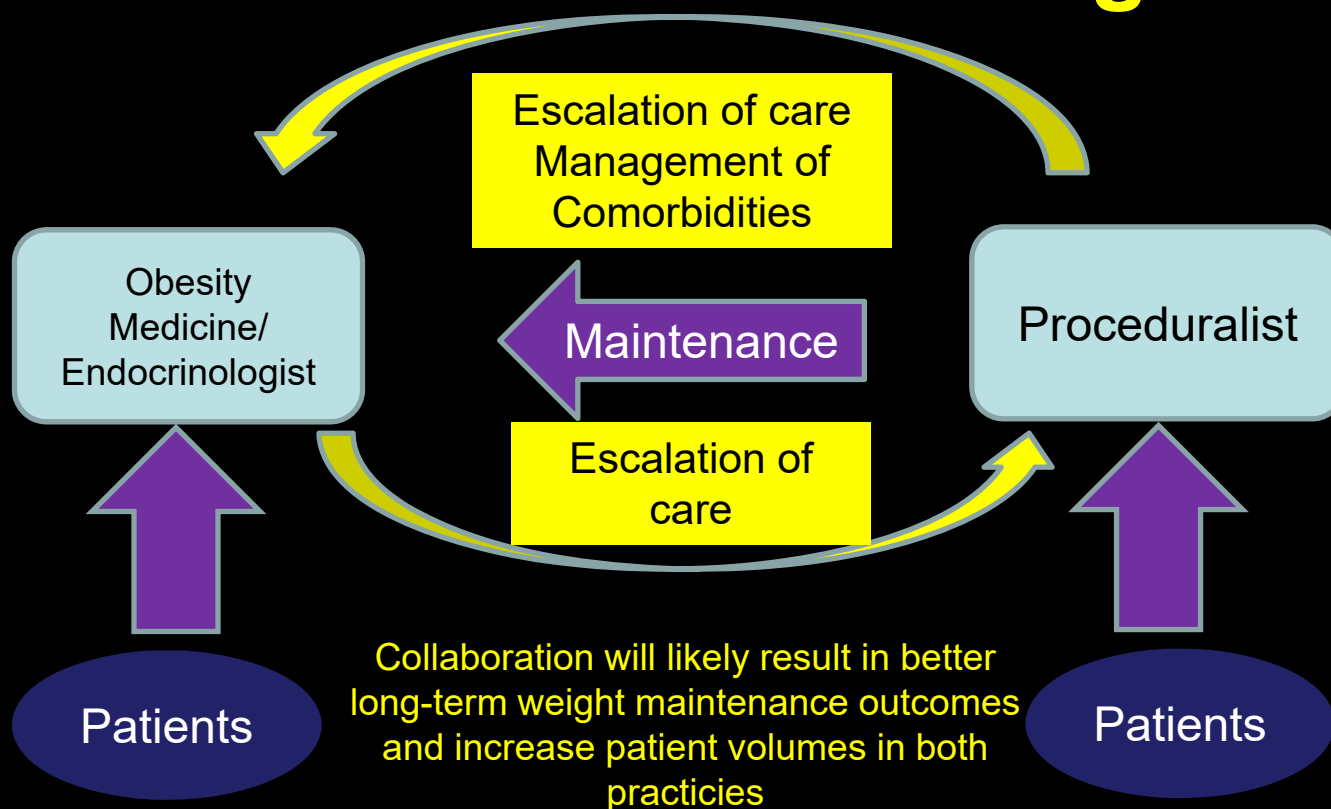 Escalation of care
Management of
Comorbidities
Obesity
Medicine/
Endocrinologist
Maintenance
Proceduralist
Escalation of
care
Patients
Collaboration will likely result in better
long-term weight maintenance outcomes
and increase patient volumes in both
practicies
Patients